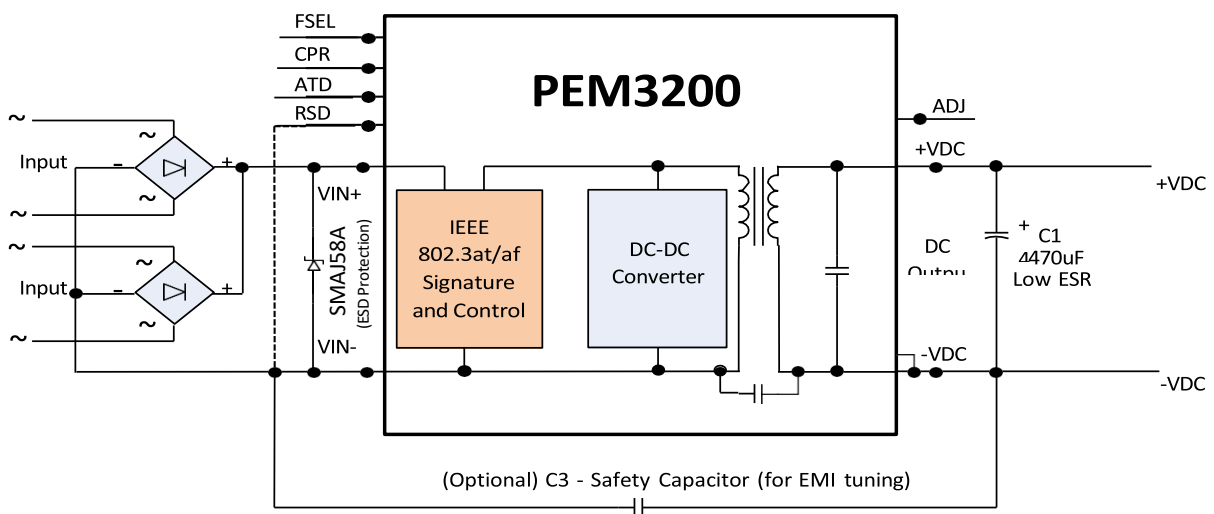 FSEL
CPR
ATD
RSD
PEM3200
ADJ
+VDC
~
~
Input
-
+
~
~
~
~
Input
-
+
~
~
VIN+
SMAJ58A
(ESD Protection)
VIN-
IEEE
802.3at/af
Signature
and Control
DC-DC
Converter
DC
+
C1
470uF
Low ESR
+VDC
-VDC
-VDC
(Optional) C3 - Safety Capacitor (for EMI tuning)